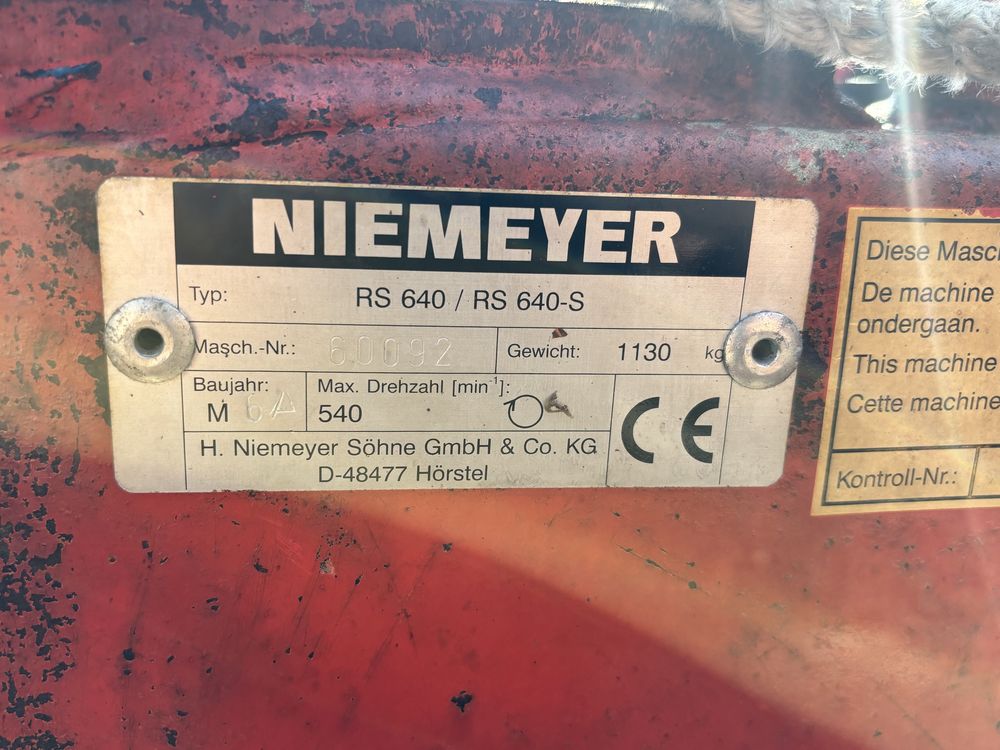 NIEMEYER
Typ: RS 640 / RS 640-S
Masch.-Nr.: 60092 Gewicht: 1130 kg
Baujahr: Max. Drehzahl [min⁻¹]:
M 540
CE
H. Niemeyer Söhne GmbH & Co. KG
D-48477 Hörstel
Diese
De machine
ondergaan.
This machine
Cette machine
Kontroll-Nr.: